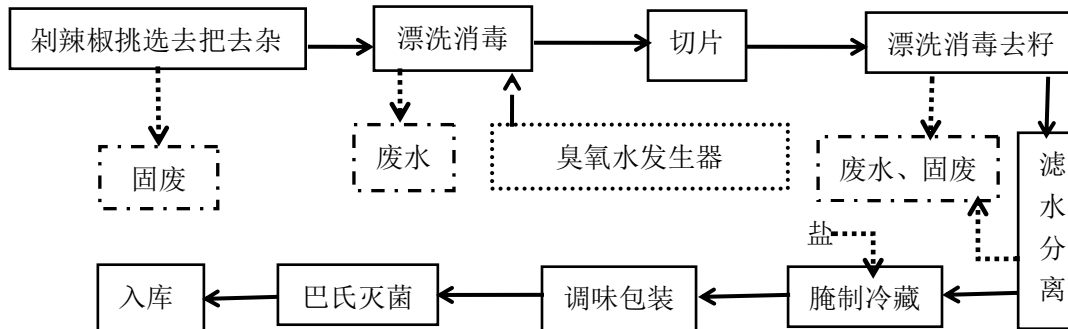 剁辣椒挑选去把去杂
漂洗消毒
切片
漂洗消毒去籽
固废
废水
臭氧水发生器
废水、固废
滤水分离
盐
入库
巴氏灭菌
调味包装
腌制冷藏